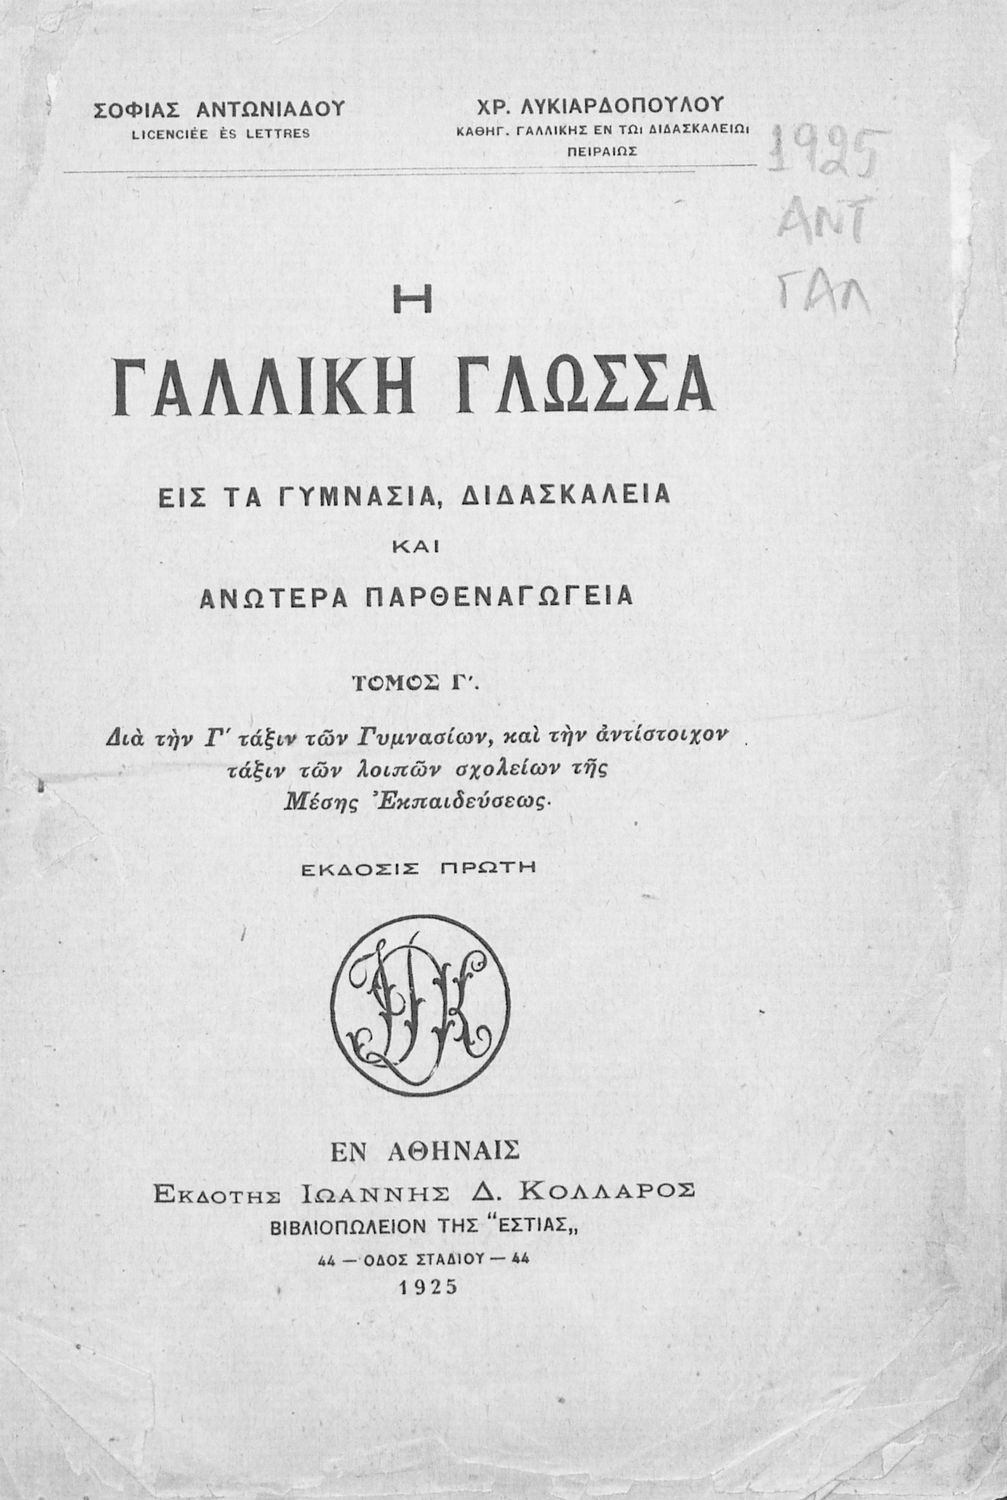 ΣΟΦΙΑΣ ΑΝΤΩΝΙΑΔΟΥ
LICENCIÉE ÈS LETTRES
ΧΡ. ΛΥΚΙΑΡΔΟΠΟΥΛΟΥ
ΚΑΘΗΓ. ΓΑΛΛΙΚΗΣ ΕΝ ΤΩι ΔΙΔΑΣΚΑΛΕΙΩι
ΠΕΙΡΑΙΩΣ
1925
ΑΝΤ
ΓΑΛ
Η
ΓΑΛΛΙΚΗ ΓΛΩΣΣΑ
ΕΙΣ ΤΑ ΓΥΜΝΑΣΙΑ, ΔΙΔΑΣΚΑΛΕΙΑ
ΚΑΙ
ΑΝΩΤΕΡΑ ΠΑΡΘΕΝΑΓΩΓΕΙΑ
ΤΟΜΟΣ Γ′.
Διὰ τὴν Γ′ τάξιν τῶν Γυμνασίων, καὶ τὴν ἀντίστοιχον
τάξιν τῶν λοιπῶν σχολείων τῆς
Μέσης Ἐκπαιδεύσεως.
ΕΚΔΟΣΙΣ ΠΡΩΤΗ
ΙΔΚ
ΕΝ ΑΘΗΝΑΙΣ
ΕΚΔΟΤΗΣ ΙΩΑΝΝΗΣ Δ. ΚΟΛΛΑΡΟΣ
ΒΙΒΛΙΟΠΩΛΕΙΟΝ ΤΗΣ “ΕΣΤΙΑΣ„
44 — ΟΔΟΣ ΣΤΑΔΙΟΥ — 44
1925